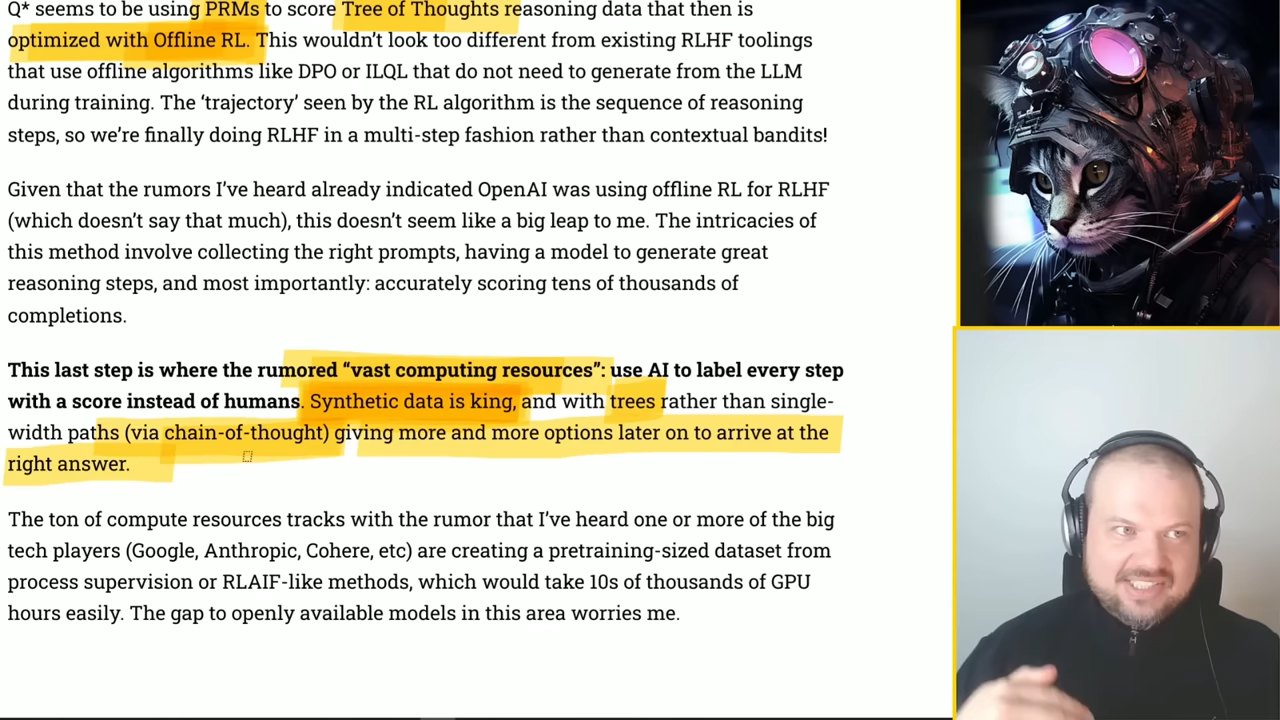 Q* seems to be using PRMs to score Tree of Thoughts reasoning data that then is
optimized with Offline RL. This wouldn’t look too different from existing RLHF toolings
that use offline algorithms like DPO or ILQL that do not need to generate from the LLM
during training. The ‘trajectory’ seen by the RL algorithm is the sequence of reasoning
steps, so we’re finally doing RLHF in a multi-step fashion rather than contextual bandits!
Given that the rumors I’ve heard already indicated OpenAI was using offline RL for RLHF
(which doesn’t say that much), this doesn’t seem like a big leap to me. The intricacies of
this method involve collecting the right prompts, having a model to generate great
reasoning steps, and most importantly: accurately scoring tens of thousands of
completions.
This last step is where the rumored “vast computing resources”: use AI to label every step
with a score instead of humans. Synthetic data is king, and with trees rather than single-
width paths (via chain-of-thought) giving more and more options later on to arrive at the
right answer.
The ton of compute resources tracks with the rumor that I’ve heard one or more of the big
tech players (Google, Anthropic, Cohere, etc) are creating a pretraining-sized dataset from
process supervision or RLAIF-like methods, which would take 10s of thousands of GPU
hours easily. The gap to openly available models in this area worries me.